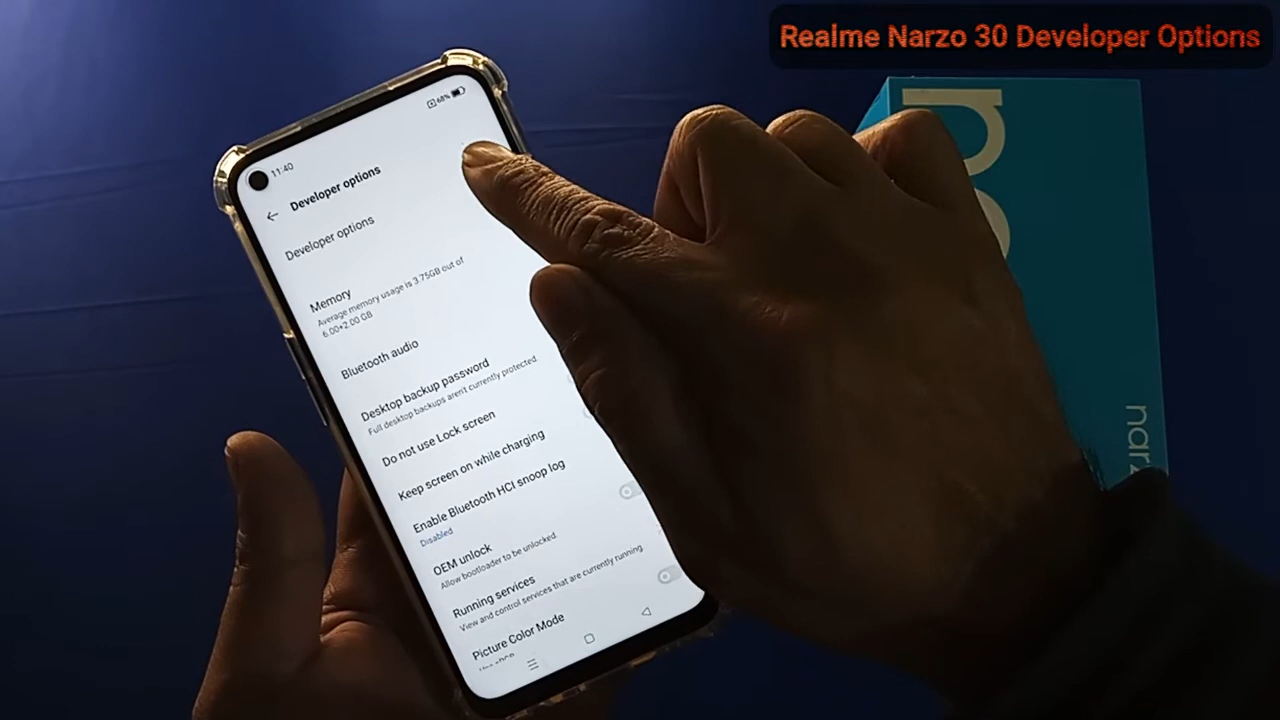 Realme Narzo 30 Developer Options
68%
11:40
Developer options
Developer options
Memory
Average memory usage is 3.75GB out of
6.00+2.00 GB
Bluetooth audio
Desktop backup password
Full desktop backups aren't currently protected.
Do not use Lock screen
Keep screen on while charging
Enable Bluetooth HCI snoop log
Disabled
OEM unlock
Allow bootloader to be unlocked.
Running services
View and control services that are currently running
Picture Color Mode